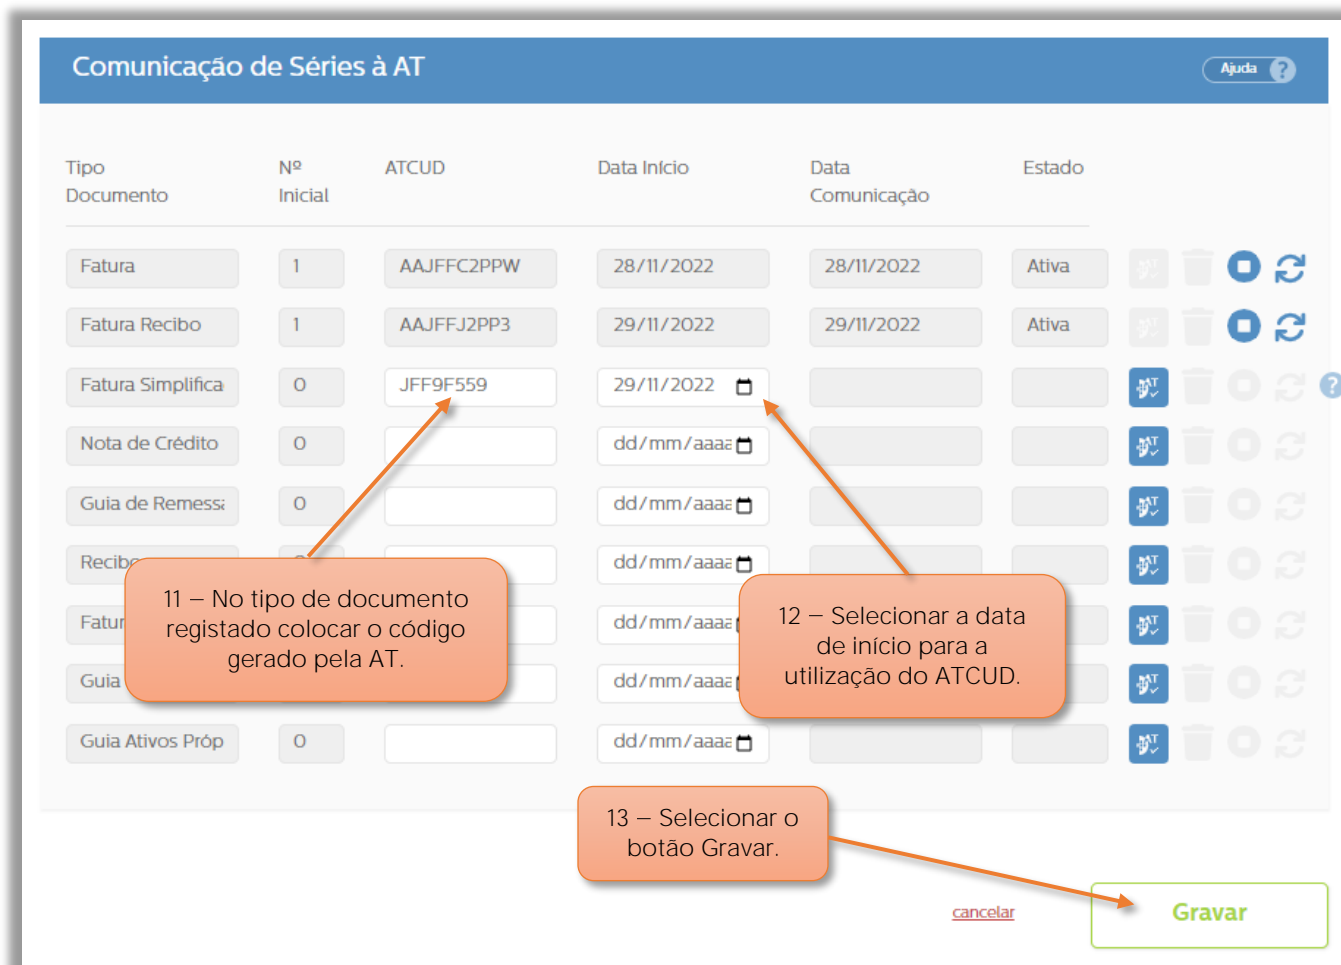 Comunicação de Séries à AT
Ajuda ?
Tipo Documento Nº Inicial ATCUD Data Início Data Comunicação Estado
Fatura 1 AAJFFC2PPW 28/11/2022 28/11/2022 Ativa
Fatura Recibo 1 AAJFFJ2PP3 29/11/2022 29/11/2022 Ativa
Fatura Simplifica 0 JFF9F559 29/11/2022 ?
Nota de Crédito 0 dd/mm/aaaa
Guia de Remessa 0 dd/mm/aaaa
Recibo dd/mm/aaaa
Fatur dd/mm/aaaa
Guia dd/mm/aaaa
Guia Ativos Próp 0 dd/mm/aaaa
11 – No tipo de documento
registado colocar o código
gerado pela AT.
12 – Selecionar a data
de início para a
utilização do ATCUD.
13 – Selecionar o
botão Gravar.
cancelar
Gravar